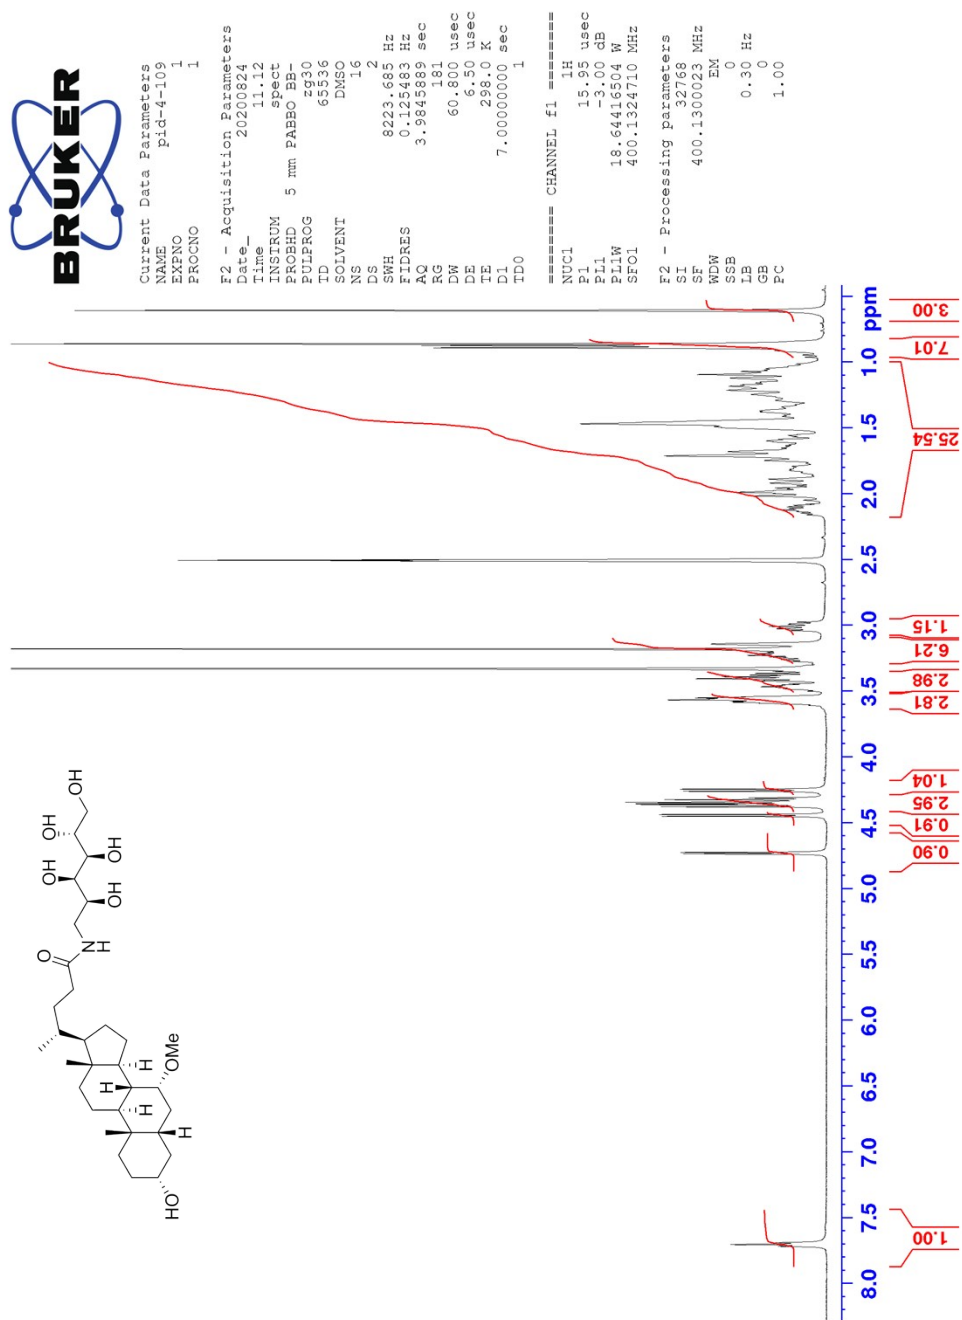 BRUKER
Current Data Parameters
NAME pid-4-109
EXPNO 1
PROCNO 1
F2 - Acquisition Parameters
Date_ 20200824
Time 11.12
INSTRUM spect
PROBHD 5 mm PABBO BB-
PULPROG zg30
TD 65536
SOLVENT DMSO
NS 16
DS 2
SWH 8223.685 Hz
FIDRES 0.125483 Hz
AQ 3.9845889 sec
RG 181
DW 60.800 usec
DE 6.50 usec
TE 298.0 K
D1 7.00000000 sec
TD0 1
======== CHANNEL f1 ========
NUC1 1H
P1 15.95 usec
PL1 -3.00 dB
PL1W 18.64416504 W
SFO1 400.1324710 MHz
F2 - Processing parameters
SI 32768
SF 400.1300023 MHz
WDW EM
SSB 0
LB 0.30 Hz
GB 0
PC 1.00
HO
H
H
H
H
OMe
O
N
H
OH
OH
OH
OH
OH
8.0 7.5 7.0 6.5 6.0 5.5 5.0 4.5 4.0 3.5 3.0 2.5 2.0 1.5 1.0 ppm
1.00
0.90
0.91
2.95
1.04
2.81
2.98
6.21
1.15
25.54
7.01
3.00